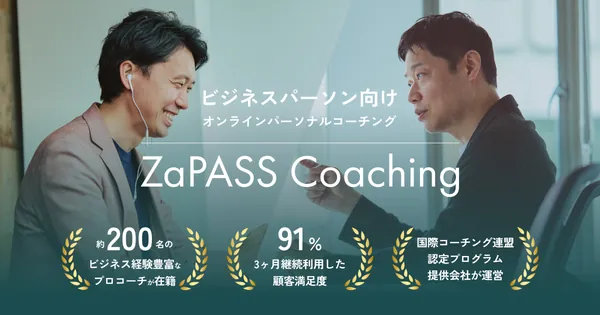 ビジネスパーソン向け
オンラインパーソナルコーチング
ZaPASS Coaching
約200名の
ビジネス経験豊富な
プロコーチが在籍
91%
3ヶ月継続利用した
顧客満足度
国際コーチング連盟
認定プログラム
提供会社が運営